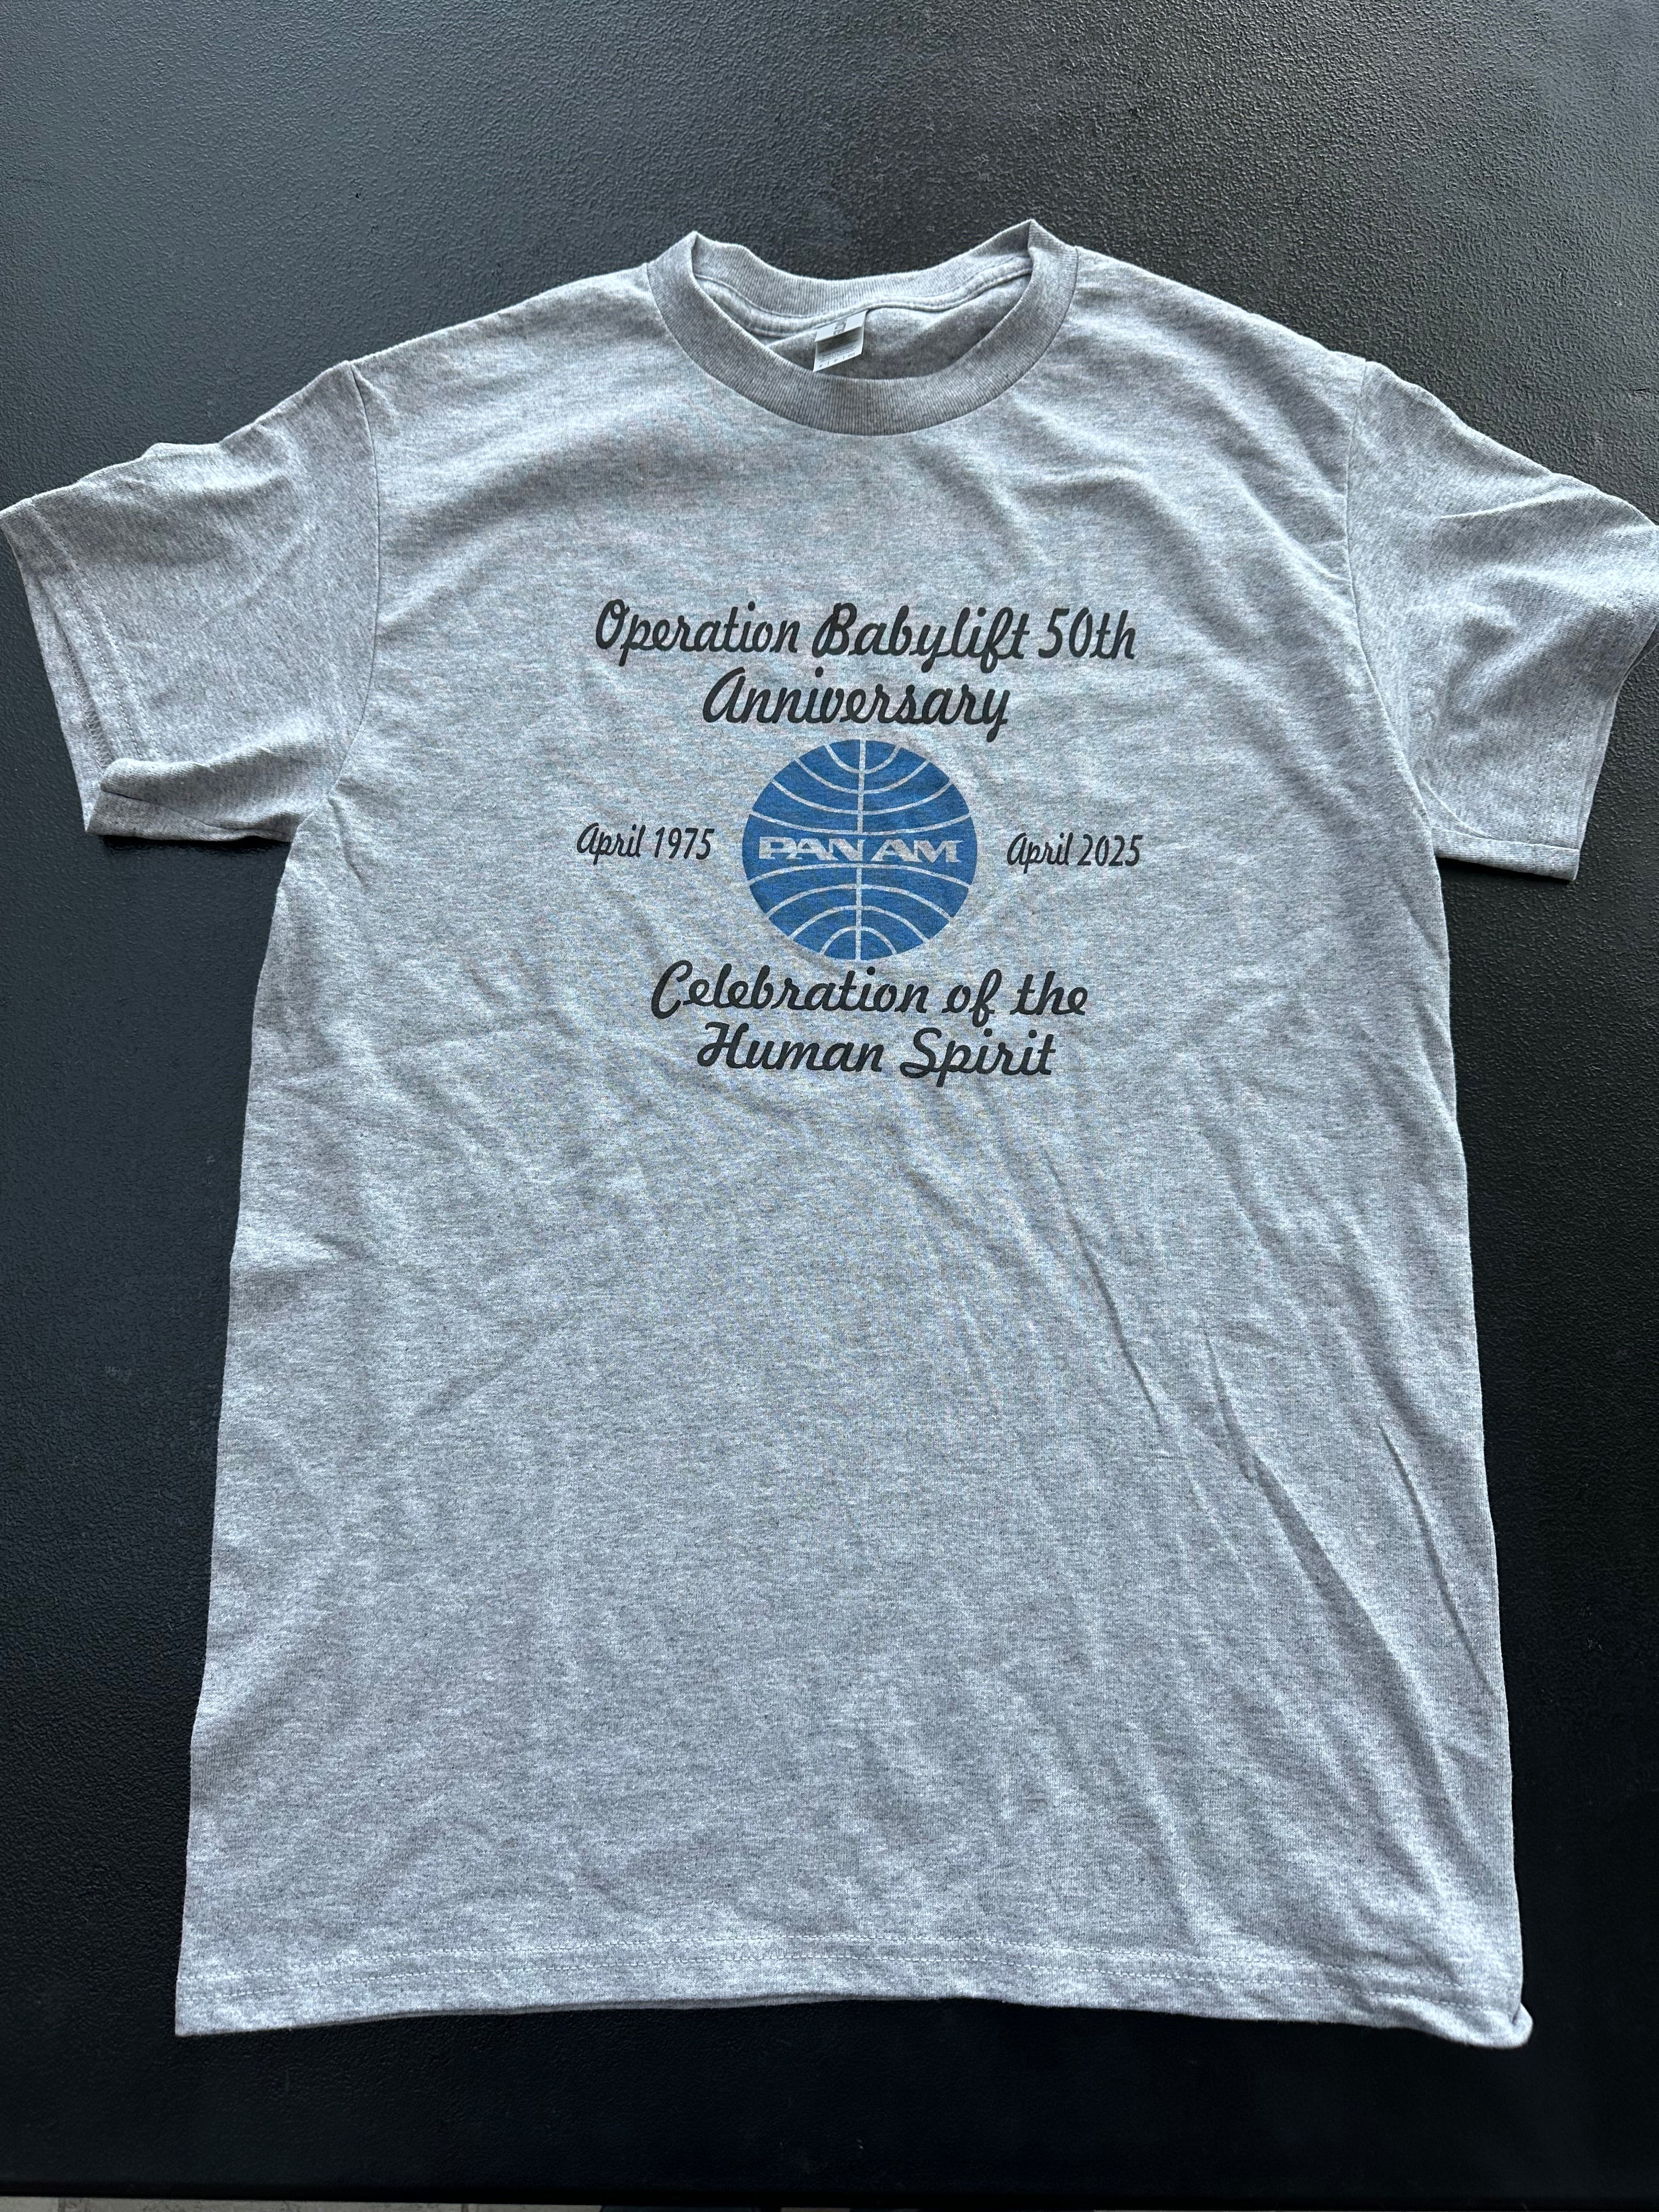 Operation Babylift 50th
Anniversary
April 1975 PAN AM April 2025
Celebration of the
Human Spirit